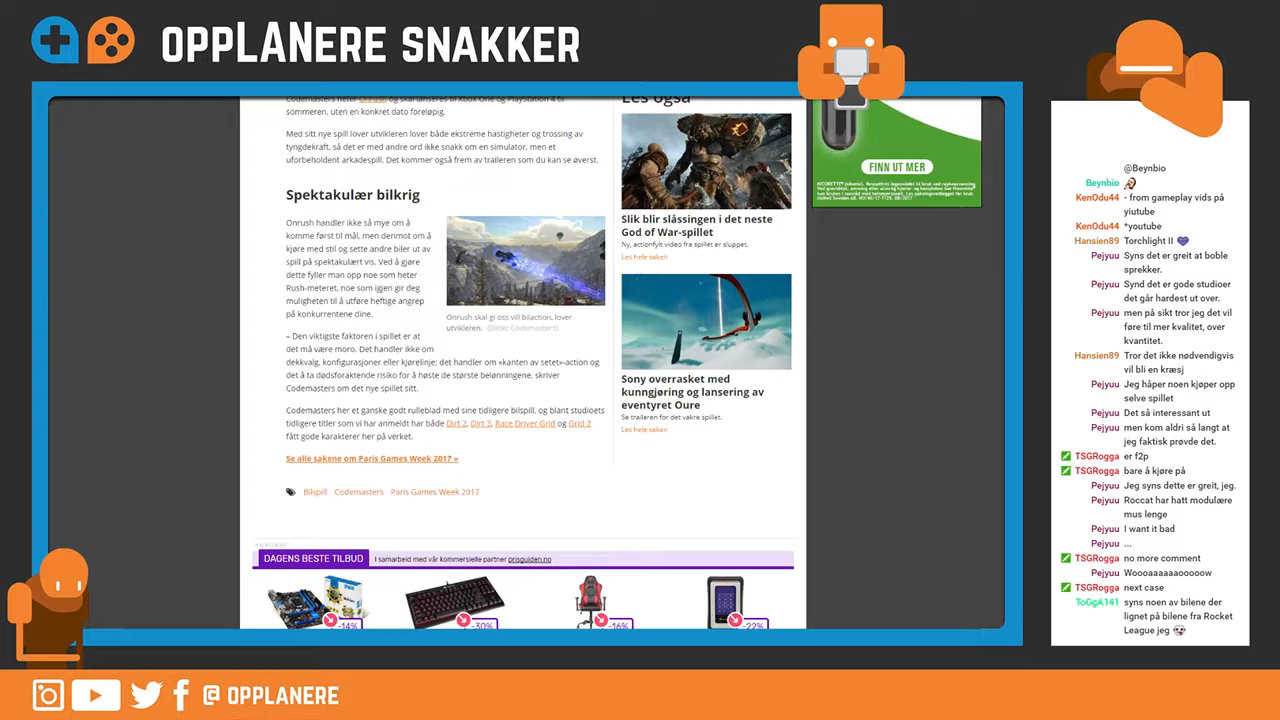 OPPLANERE SNAKKER
Codemasters heter Onrush og skal lanseres til Xbox One og PlayStation 4 til
sommeren, uten en konkret dato foreløpig.
Med sitt nye spill lover utvikleren lover både ekstreme hastigheter og trossing av
tyngdekraft, så det er med andre ord ikke snakk om en simulator, men et
uforbeholdent arkadespill. Det kommer også frem av traileren som du kan se øverst.
Spektakulær bilkrig
Onrush handler ikke så mye om å
komme først til mål, men derimot om å
kjøre med stil og sette andre biler ut av
spill på spektakulært vis. Ved å gjøre
dette fyller man opp noe som heter
Rush-meteret, noe som igjen gir deg
muligheten til å utføre heftige angrep
på konkurrentene dine.
Onrush skal gi oss vill bilaction, lover
utvikleren. (Bilde: Codemasters)
– Den viktigste faktoren i spillet er at
det må være moro. Det handler ikke om
dekkvalg, konfigurasjoner eller kjørelinje; det handler om «kanten av setet»-action og
det å ta dødsforaktende risiko for å høste de største belønningene, skriver
Codemasters om det nye spillet sitt.
Codemasters her et ganske godt rulleblad med sine tidligere bilspill, og blant studioets
tidligere titler som vi har anmeldt har både Dirt 2, Dirt 3, Race Driver Grid og Grid 2
fått gode karakterer her på verket.
Se alle sakene om Paris Games Week 2017 »
Bilspill Codemasters Paris Games Week 2017
Les også
Slik blir slåssingen i det neste
God of War-spillet
Ny, actionfylt video fra spillet er sluppet.
Les hele saken
Sony overrasket med
kunngjøring og lansering av
eventyret Oure
Se traileren for det vakre spillet.
Les hele saken
FINN UT MER
ANNONSE
DAGENS BESTE TILBUD I samarbeid med vår kommersielle partner prisguiden.no
-14% -30% -16% -22%
@Beynbio
Beynbio
KenOdu44 - from gameplay vids på
yiutube
KenOdu44 *youtube
Hansien89 Torchlight II
Pejyuu Syns det er greit at boble
sprekker.
Pejyuu Synd det er gode studioer
det går hardest ut over.
Pejyuu men på sikt tror jeg det vil
føre til mer kvalitet, over
kvantitet.
Hansien89 Tror det ikke nødvendigvis
vil bli en kræsj
Pejyuu Jeg håper noen kjøper opp
selve spillet
Pejyuu Det så interessant ut
Pejyuu men kom aldri så langt at
jeg faktisk prøvde det.
TSGRogga er f2p
TSGRogga bare å kjøre på
Pejyuu Jeg syns dette er greit, jeg.
Pejyuu Roccat har hatt modulære
mus lenge
Pejyuu I want it bad
Pejyuu ...
TSGRogga no more comment
Pejyuu Woooaaaaaaooooow
TSGRogga next case
ToGgA141 syns noen av bilene der
lignet på bilene fra Rocket
League jeg
@ OPPLANERE